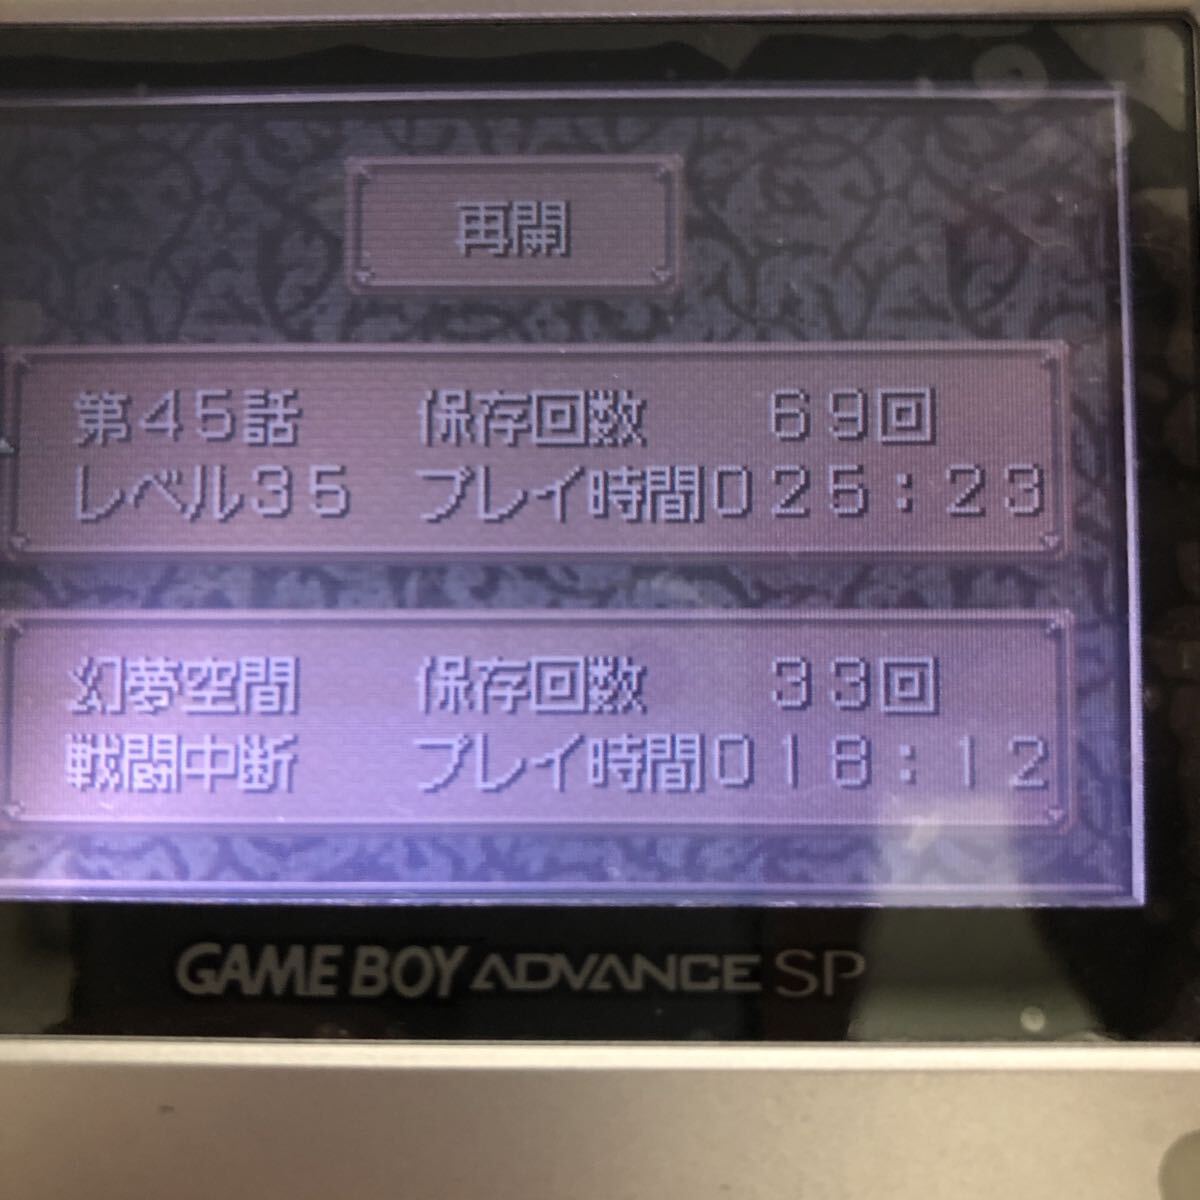 再開
第45話 保存回数 69回
レベル35 プレイ時間025:23
幻夢空間 保存回数 33回
戦闘中断 プレイ時間018:12
GAME BOY ADVANCE SP